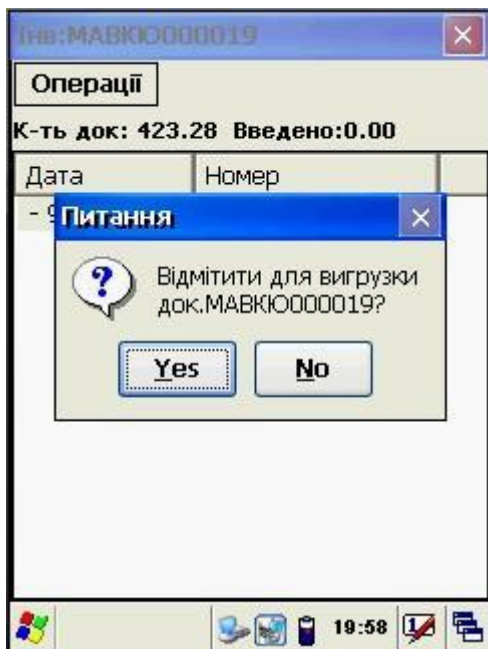 Інв:МАВКЮ000019
Операції
К-ть док: 423.28 Введено:0.00
Дата Номер
Питання
Відмітити для вигрузки
док.МАВКЮ000019?
Yes No
19:58